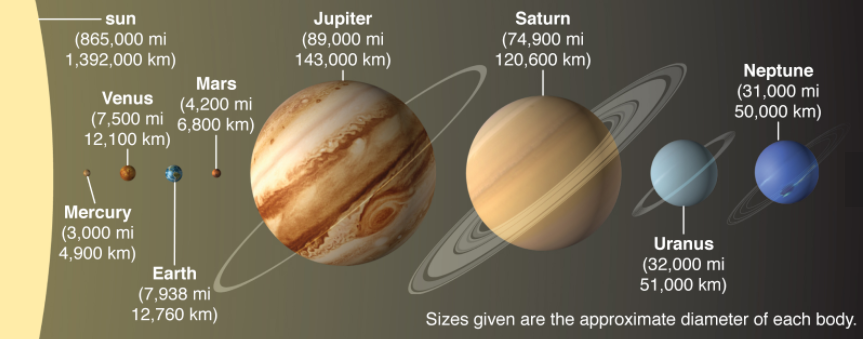 sun
(865,000 mi
1,392,000 km)
Mercury
(3,000 mi
4,900 km)
Venus
(7,500 mi
12,100 km)
Earth
(7,938 mi
12,760 km)
Mars
(4,200 mi
6,800 km)
Jupiter
(89,000 mi
143,000 km)
Saturn
(74,900 mi
120,600 km)
Uranus
(32,000 mi
51,000 km)
Neptune
(31,000 mi
50,000 km)
Sizes given are the approximate diameter of each body.